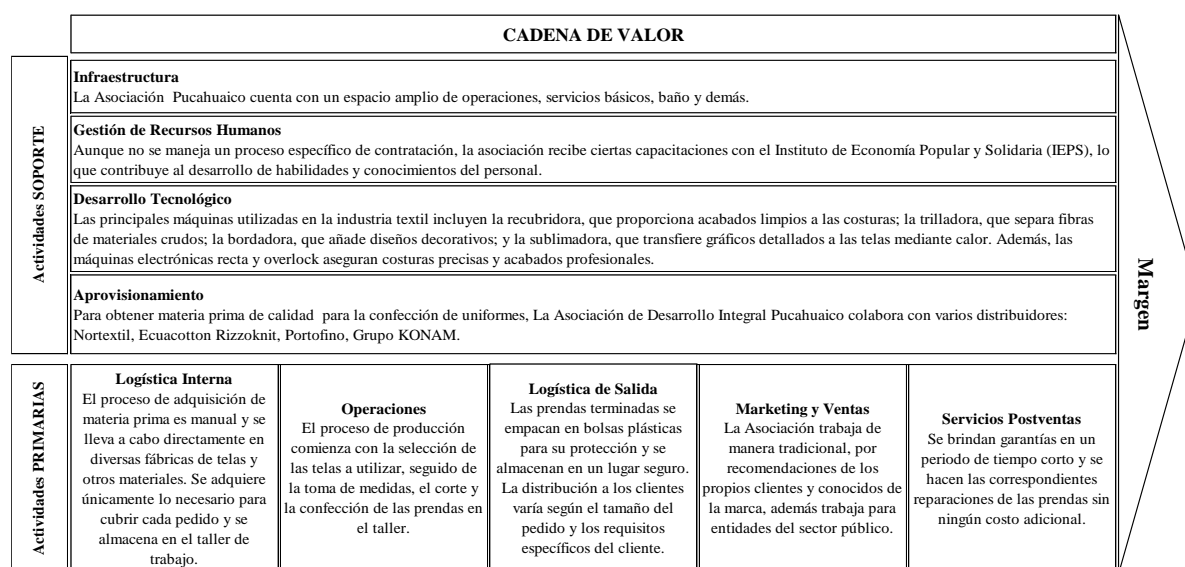 CADENA DE VALOR
Actividades SOPORTE
Infraestructura
La Asociación Pucahuaico cuenta con un espacio amplio de operaciones, servicios básicos, baño y demás.
Gestión de Recursos Humanos
Aunque no se maneja un proceso específico de contratación, la asociación recibe ciertas capacitaciones con el Instituto de Economía Popular y Solidaria (IEPS), lo
que contribuye al desarrollo de habilidades y conocimientos del personal.
Desarrollo Tecnológico
Las principales máquinas utilizadas en la industria textil incluyen la recubridora, que proporciona acabados limpios a las costuras; la trilladora, que separa fibras
de materiales crudos; la bordadora, que añade diseños decorativos; y la sublimadora, que transfiere gráficos detallados a las telas mediante calor. Además, las
máquinas electrónicas recta y overlock aseguran costuras precisas y acabados profesionales.
Aprovisionamiento
Para obtener materia prima de calidad para la confección de uniformes, La Asociación de Desarrollo Integral Pucahuaico colabora con varios distribuidores:
Nortextil, Ecuacotton Rizzoknit, Portofino, Grupo KONAM.
Margen
Actividades PRIMARIAS
Logística Interna
El proceso de adquisición de
materia prima es manual y se
lleva a cabo directamente en
diversas fábricas de telas y
otros materiales. Se adquiere
únicamente lo necesario para
cubrir cada pedido y se
almacena en el taller de
trabajo.
Operaciones
El proceso de producción
comienza con la selección de
las telas a utilizar, seguido de
la toma de medidas, el corte y
la confección de las prendas en
el taller.
Logística de Salida
Las prendas terminadas se
empacan en bolsas plásticas
para su protección y se
almacenan en un lugar seguro.
La distribución a los clientes
varía según el tamaño del
pedido y los requisitos
específicos del cliente.
Marketing y Ventas
La Asociación trabaja de
manera tradicional, por
recomendaciones de los
propios clientes y conocidos de
la marca, además trabaja para
entidades del sector público.
Servicios Postventas
Se brindan garantías en un
periodo de tiempo corto y se
hacen las correspondientes
reparaciones de las prendas sin
ningún costo adicional.